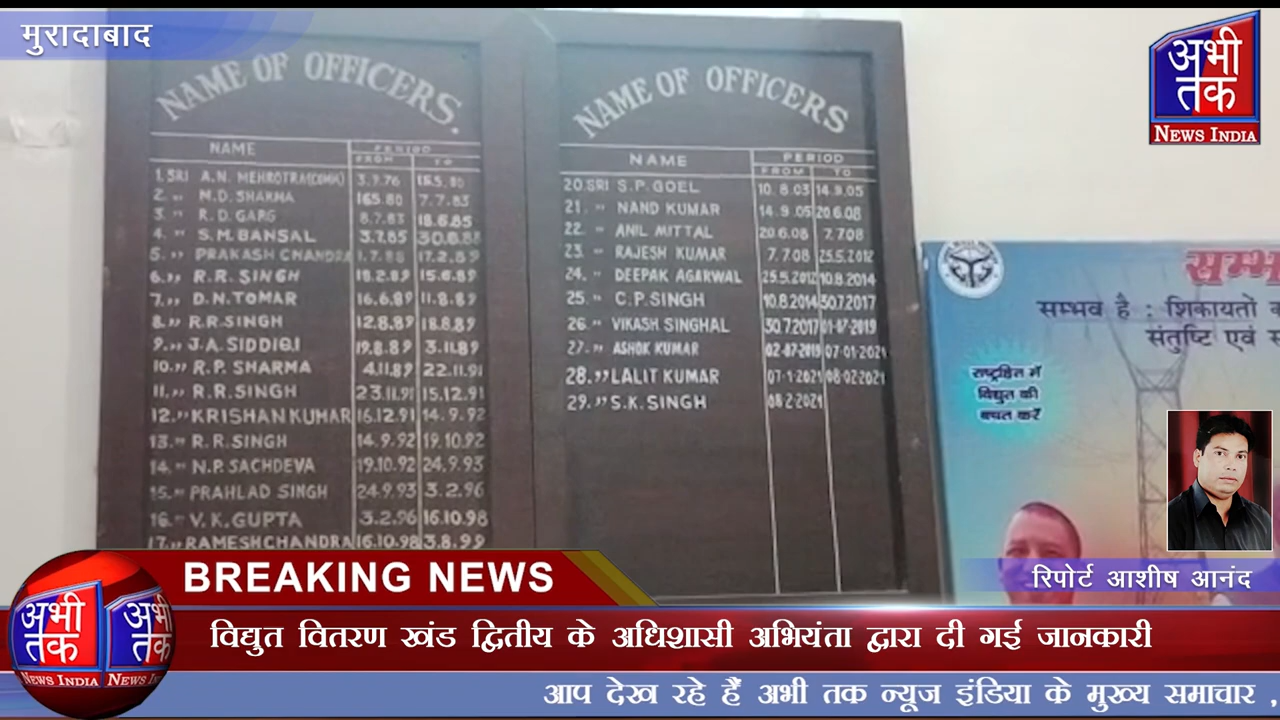 मुरादाबाद
अभी
तक
NEWS INDIA
NAME OF OFFICERS.
NAME PERIOD
FROM TO
1. SRI A.N. MEHROTRA 3.9.76
2. " M.D. SHARMA 16.5.80 7.7.83
3. " R.D. GARG 8.7.83 18.6.85
4. " S.M. BANSAL 3.7.85 30.6.88
5. " PRAKASH CHANDRA 1.7.88 17.2.89
6. " R.R. SINGH 18.2.89 15.6.89
7. " D.N. TOMAR 16.6.89 11.8.89
8. " R.R. SINGH 12.8.89 18.8.89
9. " J.A. SIDDIQI 19.8.89 3.11.89
10. " R.P. SHARMA 4.11.89 22.11.91
11. " R.R. SINGH 23.11.91 15.12.91
12. " KRISHAN KUMAR 16.12.91 14.9.92
13. " R.R. SINGH 14.9.92 19.10.92
14. " N.P. SACHDEVA 19.10.92 24.9.93
15. " PRAHLAD SINGH 24.9.93 3.2.96
16. " V.K. GUPTA 3.2.96 16.10.98
17. " RAMESH CHANDRA 16.10.98 3.8.99
NAME OF OFFICERS
NAME PERIOD
FROM TO
20. SRI S.P. GOEL 10.8.03 14.9.05
21. " NAND KUMAR 14.9.05 20.6.08
22. " ANIL MITTAL 20.6.08 7.7.08
23. " RAJESH KUMAR 7.7.08 25.5.2012
24. " DEEPAK AGARWAL 25.5.2012 10.8.2014
25. " C.P. SINGH 10.8.2014 30.7.2017
26. " VIKASH SINGHAL 30.7.2017 01-07-2019
27. " ASHOK KUMAR 02-07-2019 07-01-2021
28. " LALIT KUMAR 07-1-2021 08-02-2021
29. " S.K. SINGH 08-2-2021
सम्भव है : शिकायतों
संतुष्टि एवं
राष्ट्रहित में
विद्युत की
बचत करें
रिपोर्ट आशीष आनंद
BREAKING NEWS
अभी
तक
NEWS INDIA
अभी
तक
NEWS IN
विद्युत वितरण खंड द्वितीय के अधिशासी अभियंता द्वारा दी गई जानकारी
आप देख रहे हैं अभी तक न्यूज इंडिया के मुख्य समाचार ,